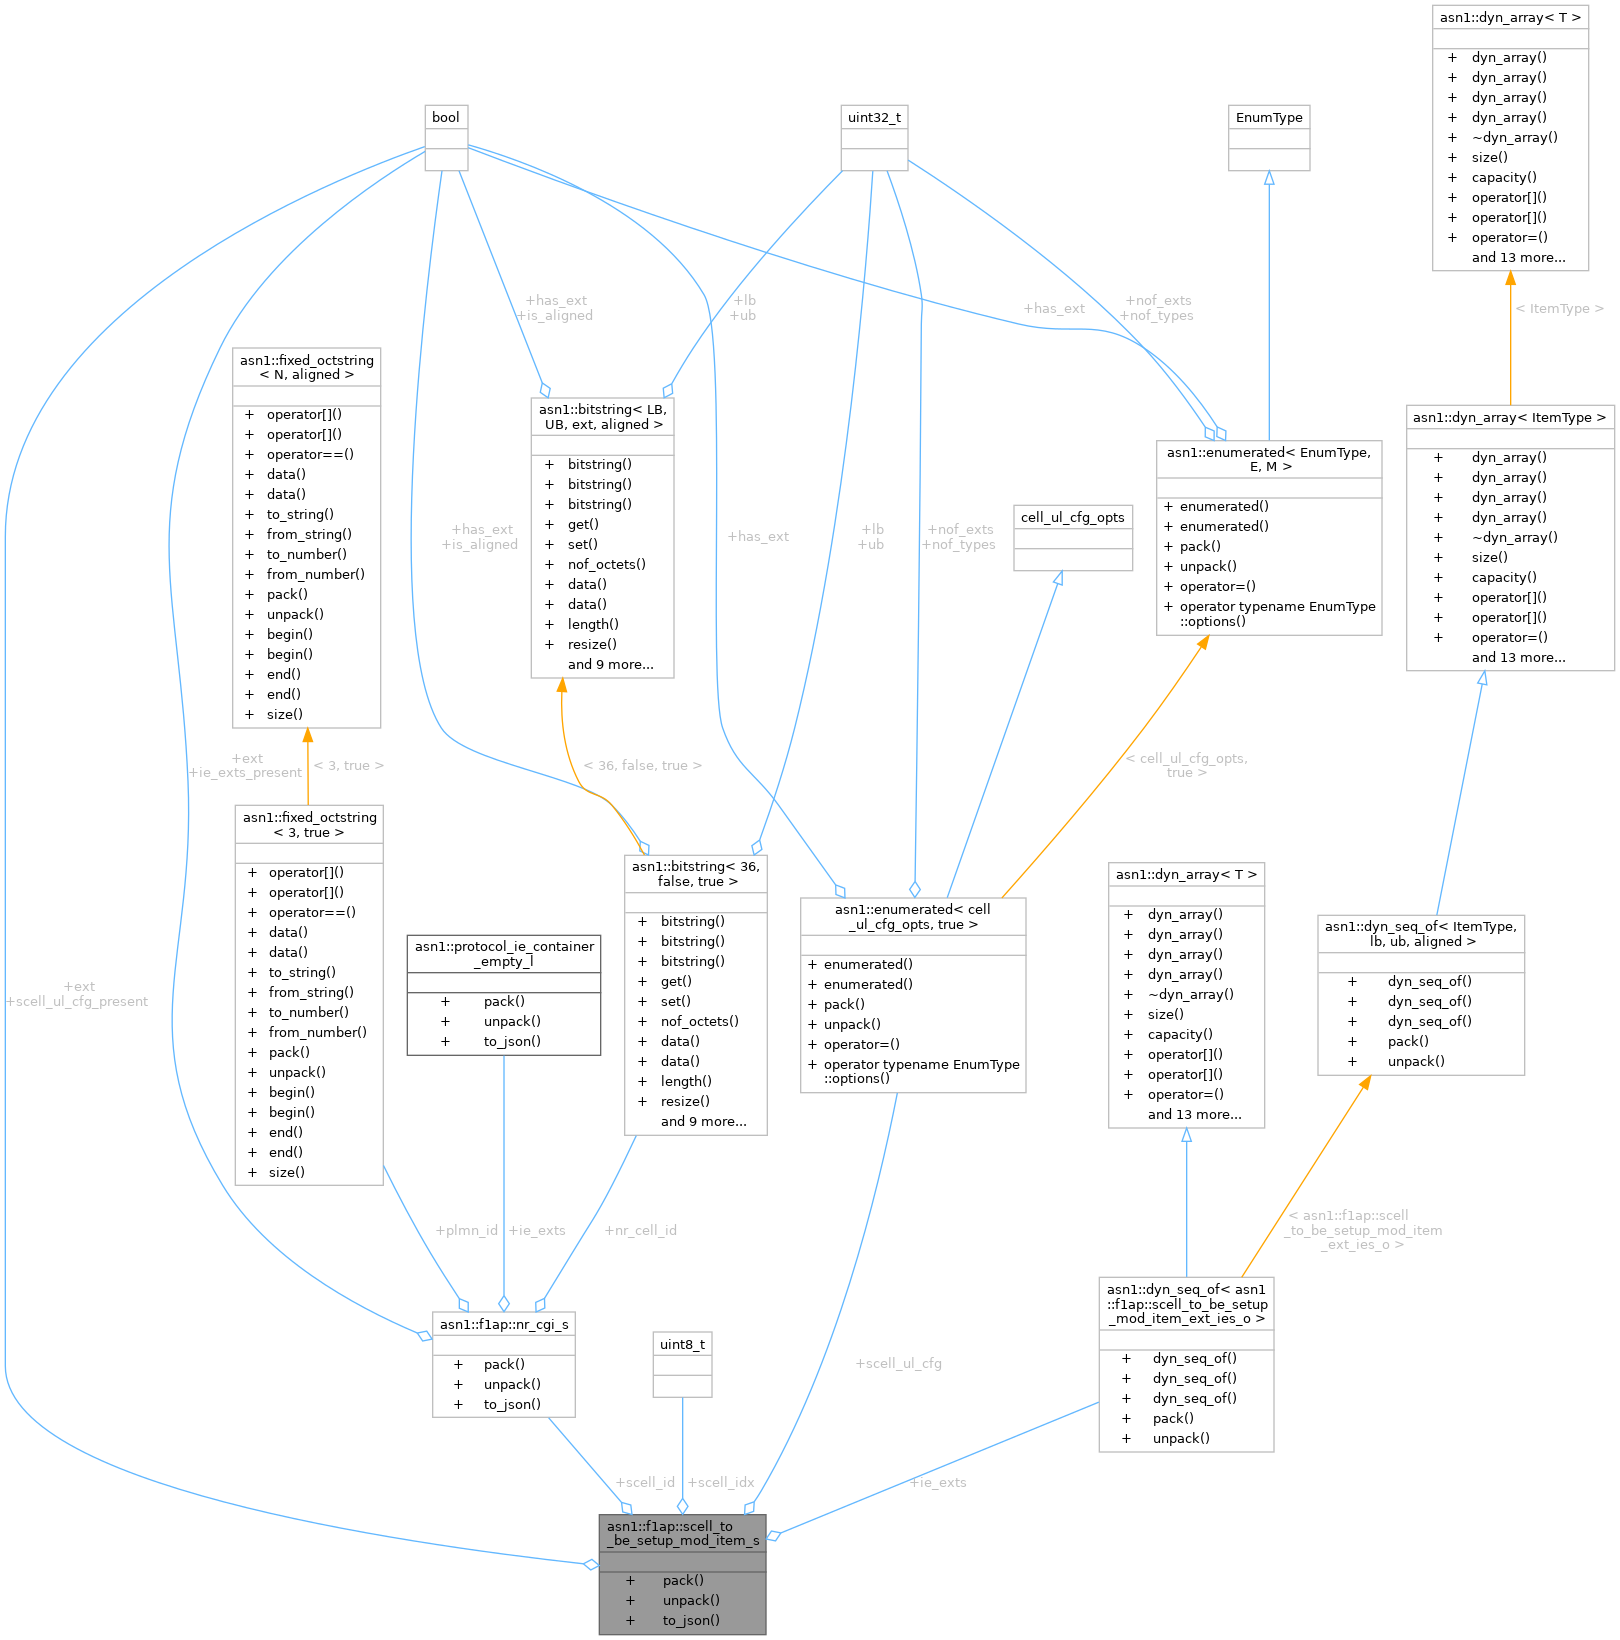 asn1::dyn_array< T >
+ dyn_array()
+ dyn_array()
+ dyn_array()
+ dyn_array()
+ ~dyn_array()
+ size()
+ capacity()
+ operator[]()
+ operator[]()
+ operator=()
and 13 more...
bool
uint32_t
EnumType
+has_ext
+is_aligned
+lb
+ub
+has_ext
+nof_exts
+nof_types
< ItemType >
asn1::fixed_octstring
< N, aligned >
+ operator[]()
+ operator[]()
+ operator==()
+ data()
+ data()
+ to_string()
+ from_string()
+ to_number()
+ from_number()
+ pack()
+ unpack()
+ begin()
+ begin()
+ end()
+ end()
+ size()
asn1::bitstring< LB,
UB, ext, aligned >
+ bitstring()
+ bitstring()
+ bitstring()
+ get()
+ set()
+ nof_octets()
+ data()
+ data()
+ length()
+ resize()
and 9 more...
asn1::enumerated< EnumType,
E, M >
+ enumerated()
+ enumerated()
+ pack()
+ unpack()
+ operator=()
+ operator typename EnumType
::options()
asn1::dyn_array< ItemType >
+ dyn_array()
+ dyn_array()
+ dyn_array()
+ dyn_array()
+ ~dyn_array()
+ size()
+ capacity()
+ operator[]()
+ operator[]()
+ operator=()
and 13 more...
cell_ul_cfg_opts
+has_ext
+is_aligned
+has_ext
+lb
+ub
+nof_exts
+nof_types
+ext
+ie_exts_present
< 3, true >
< 36, false, true >
< cell_ul_cfg_opts,
true >
asn1::fixed_octstring
< 3, true >
+ operator[]()
+ operator[]()
+ operator==()
+ data()
+ data()
+ to_string()
+ from_string()
+ to_number()
+ from_number()
+ pack()
+ unpack()
+ begin()
+ begin()
+ end()
+ end()
+ size()
asn1::protocol_ie_container
_empty_l
+ pack()
+ unpack()
+ to_json()
asn1::bitstring< 36,
false, true >
+ bitstring()
+ bitstring()
+ bitstring()
+ get()
+ set()
+ nof_octets()
+ data()
+ data()
+ length()
+ resize()
and 9 more...
asn1::enumerated< cell
_ul_cfg_opts, true >
+ enumerated()
+ enumerated()
+ pack()
+ unpack()
+ operator=()
+ operator typename EnumType
::options()
asn1::dyn_array< T >
+ dyn_array()
+ dyn_array()
+ dyn_array()
+ dyn_array()
+ ~dyn_array()
+ size()
+ capacity()
+ operator[]()
+ operator[]()
+ operator=()
and 13 more...
asn1::dyn_seq_of< ItemType,
lb, ub, aligned >
+ dyn_seq_of()
+ dyn_seq_of()
+ dyn_seq_of()
+ pack()
+ unpack()
+ext
+scell_ul_cfg_present
+plmn_id
+ie_exts
+nr_cell_id
< asn1::f1ap::scell
_to_be_setup_mod_item
_ext_ies_o >
asn1::f1ap::nr_cgi_s
+ pack()
+ unpack()
+ to_json()
uint8_t
+scell_ul_cfg
asn1::dyn_seq_of< asn1
::f1ap::scell_to_be_setup
_mod_item_ext_ies_o >
+ dyn_seq_of()
+ dyn_seq_of()
+ dyn_seq_of()
+ pack()
+ unpack()
+scell_id
+scell_idx
+ie_exts
asn1::f1ap::scell_to
_be_setup_mod_item_s
+ pack()
+ unpack()
+ to_json()